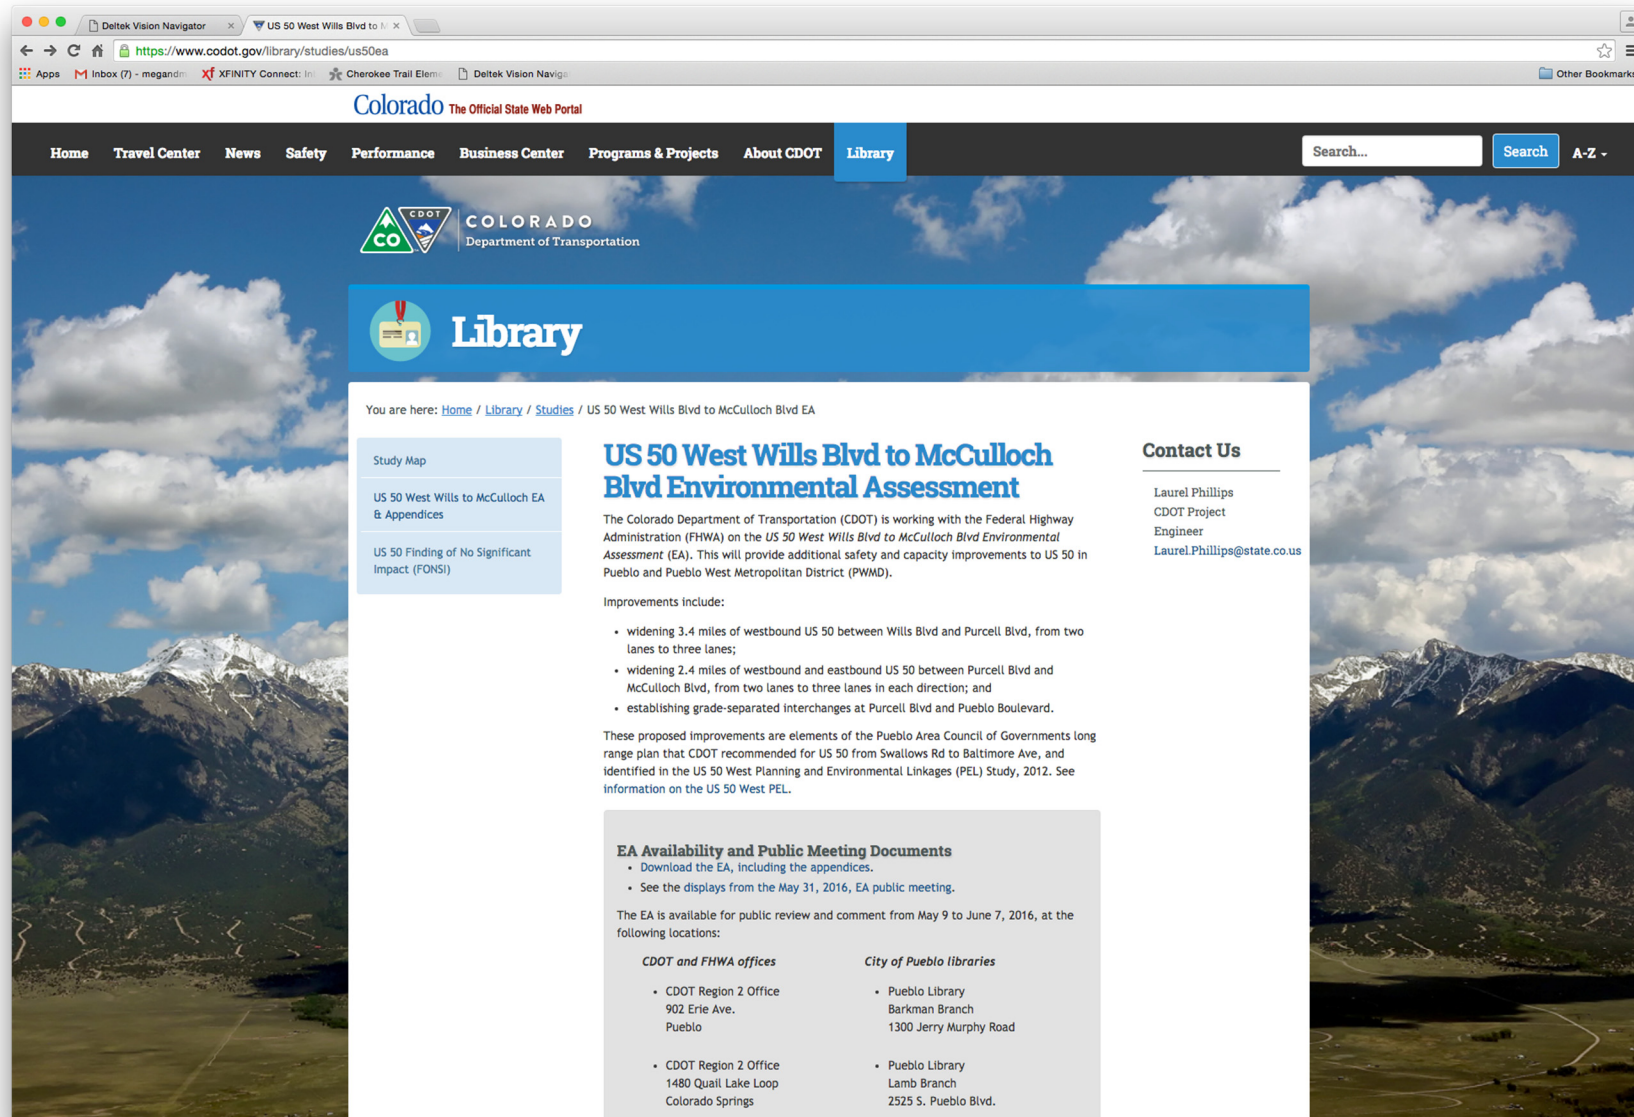 Deltek Vision Navigator
US 50 West Wills Blvd to M
https://www.codot.gov/library/studies/us50ea
Apps
Inbox (7) - megandm
XFINITY Connect: In
Cherokee Trail Eleme
Deltek Vision Naviga
Other Bookmarks
Colorado The Official State Web Portal
Home Travel Center News Safety Performance Business Center Programs & Projects About CDOT Library
Search...
Search
A-Z
CDOT
CO
COLORADO
Department of Transportation
Library
You are here: Home / Library / Studies / US 50 West Wills Blvd to McCulloch Blvd EA
Study Map
US 50 West Wills to McCulloch EA
& Appendices
US 50 Finding of No Significant
Impact (FONSI)
US 50 West Wills Blvd to McCulloch
Blvd Environmental Assessment
The Colorado Department of Transportation (CDOT) is working with the Federal Highway
Administration (FHWA) on the US 50 West Wills Blvd to McCulloch Blvd Environmental
Assessment (EA). This will provide additional safety and capacity improvements to US 50 in
Pueblo and Pueblo West Metropolitan District (PWMD).
Improvements include:
• widening 3.4 miles of westbound US 50 between Wills Blvd and Purcell Blvd, from two
lanes to three lanes;
• widening 2.4 miles of westbound and eastbound US 50 between Purcell Blvd and
McCulloch Blvd, from two lanes to three lanes in each direction; and
• establishing grade-separated interchanges at Purcell Blvd and Pueblo Boulevard.
These proposed improvements are elements of the Pueblo Area Council of Governments long
range plan that CDOT recommended for US 50 from Swallows Rd to Baltimore Ave, and
identified in the US 50 West Planning and Environmental Linkages (PEL) Study, 2012. See
information on the US 50 West PEL.
EA Availability and Public Meeting Documents
• Download the EA, including the appendices.
• See the displays from the May 31, 2016, EA public meeting.
The EA is available for public review and comment from May 9 to June 7, 2016, at the
following locations:
CDOT and FHWA offices
• CDOT Region 2 Office
902 Erie Ave.
Pueblo
• CDOT Region 2 Office
1480 Quail Lake Loop
Colorado Springs
City of Pueblo libraries
• Pueblo Library
Barkman Branch
1300 Jerry Murphy Road
• Pueblo Library
Lamb Branch
2525 S. Pueblo Blvd.
Contact Us
Laurel Phillips
CDOT Project
Engineer
Laurel.Phillips@state.co.us